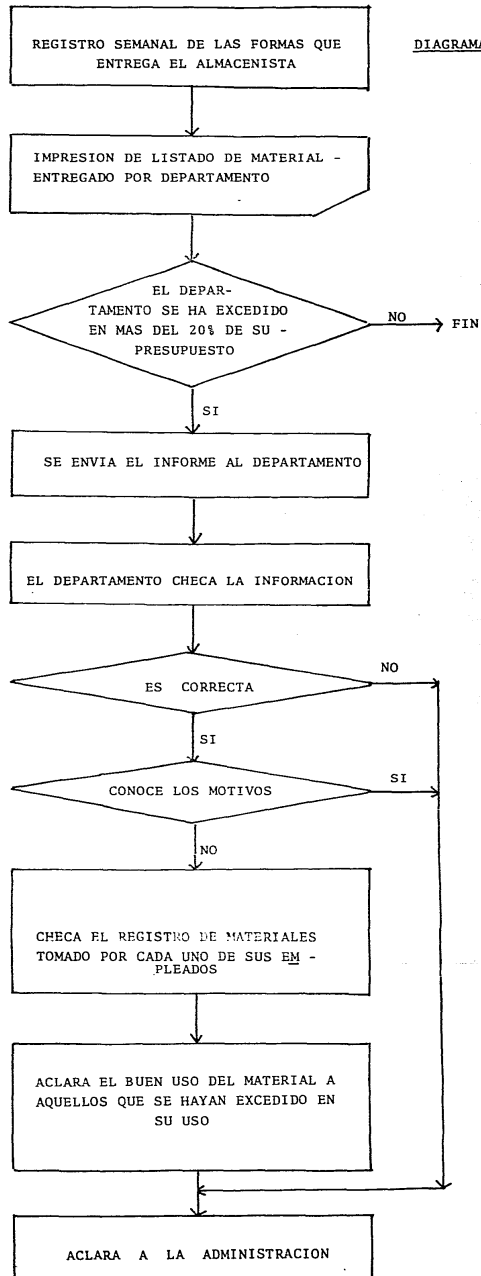 REGISTRO SEMANAL DE LAS FORMAS QUE
ENTREGA EL ALMACENISTA
DIAGRAMA
IMPRESION DE LISTADO DE MATERIAL -
ENTREGADO POR DEPARTAMENTO
EL DEPAR-
TAMENTO SE HA EXCEDIDO
EN MAS DEL 20% DE SU -
PRESUPUESTO
NO
FIN
SI
SE ENVIA EL INFORME AL DEPARTAMENTO
EL DEPARTAMENTO CHECA LA INFORMACION
NO
ES CORRECTA
SI
CONOCE LOS MOTIVOS
SI
NO
CHECA EL REGISTRO DE MATERIALES
TOMADO POR CADA UNO DE SUS EM -
PLEADOS
ACLARA EL BUEN USO DEL MATERIAL A
AQUELLOS QUE SE HAYAN EXCEDIDO EN
SU USO
ACLARA A LA ADMINISTRACION